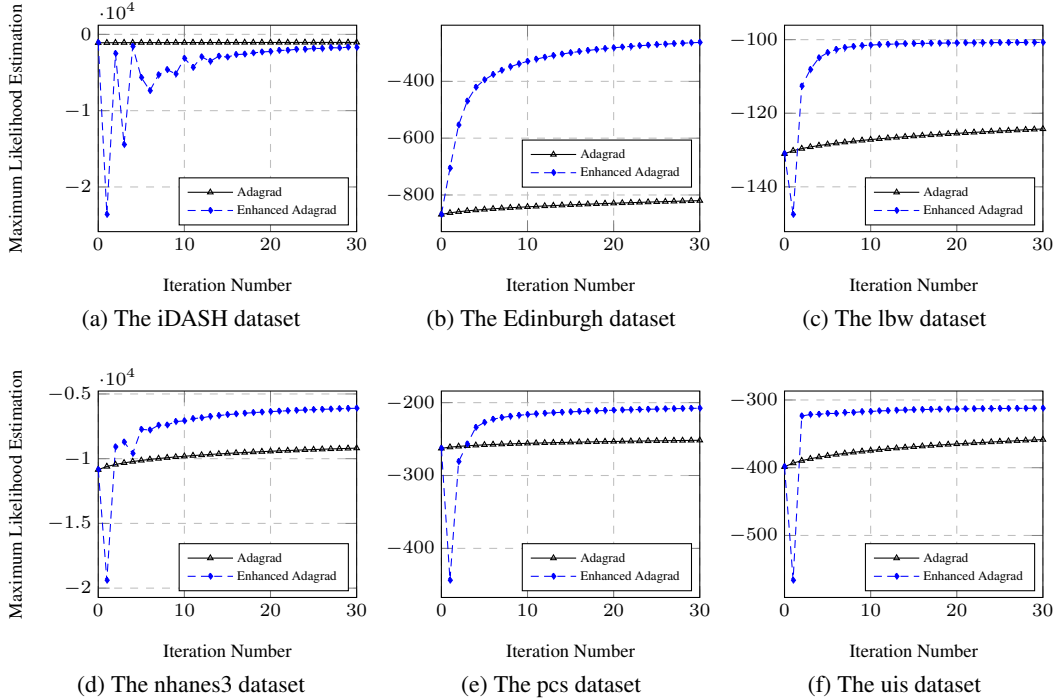 ·10⁴
0
−1
−2
0 10 20 30
Maximum Likelihood Estimation
Iteration Number
Adagrad
Enhanced Adagrad
(a) The iDASH dataset
−400
−600
−800
0 10 20 30
Iteration Number
Adagrad
Enhanced Adagrad
(b) The Edinburgh dataset
−100
−120
−140
0 10 20 30
Iteration Number
Adagrad
Enhanced Adagrad
(c) The lbw dataset
·10⁴
−0.5
−1
−1.5
−2
0 10 20 30
Maximum Likelihood Estimation
Iteration Number
Adagrad
Enhanced Adagrad
(d) The nhanes3 dataset
−200
−300
−400
0 10 20 30
Iteration Number
Adagrad
Enhanced Adagrad
(e) The pcs dataset
−300
−400
−500
0 10 20 30
Iteration Number
Adagrad
Enhanced Adagrad
(f) The uis dataset